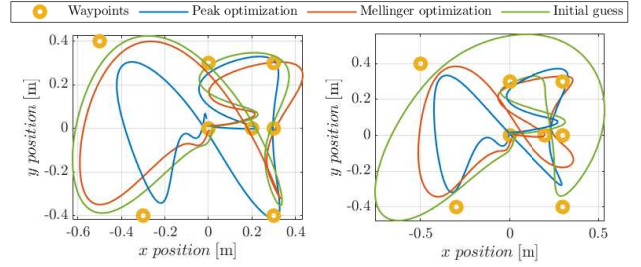 Waypoints Peak optimization Mellinger optimization Initial guess
0.4
0.2
0
-0.2
-0.4
y position [m]
-0.6 -0.4 -0.2 0 0.2 0.4
x position [m]
0.4
0.2
0
-0.2
-0.4
y position [m]
-0.5 0 0.5
x position [m]